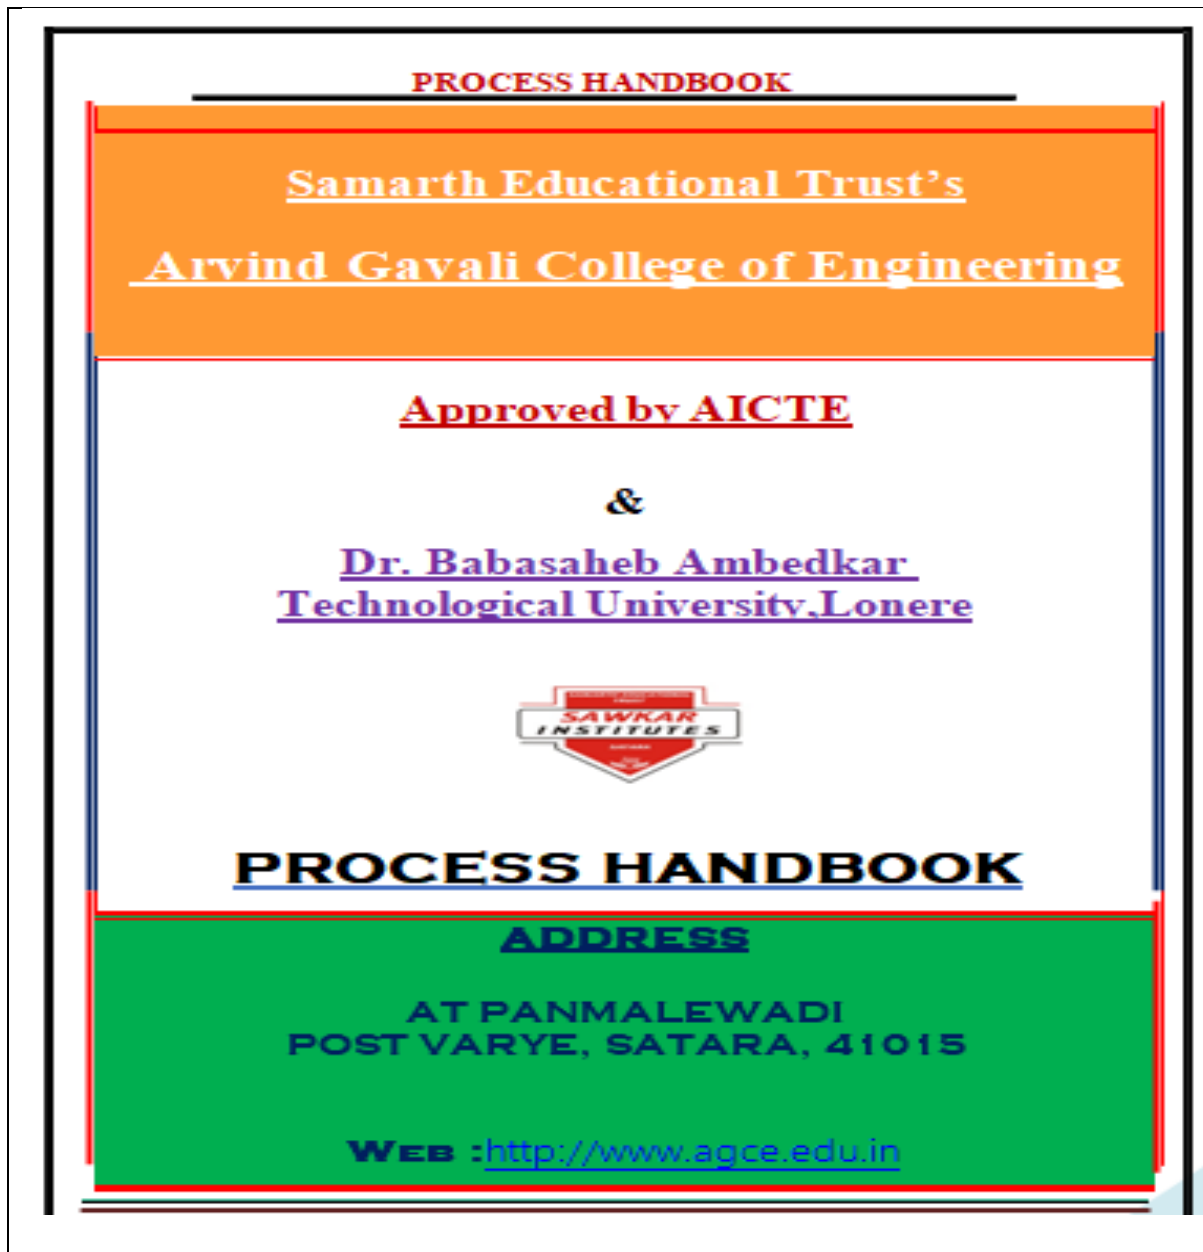 PROCESS HANDBOOK
Samarth Educational Trust’s
Arvind Gavali College of Engineering
Approved by AICTE
&
Dr. Babasaheb Ambedkar
Technological University,Lonere
SAWKAR
INSTITUTES
SATARA
PROCESS HANDBOOK
ADDRESS
AT PANMALEWADI
POST VARYE, SATARA, 41015
WEB :http://www.agce.edu.in